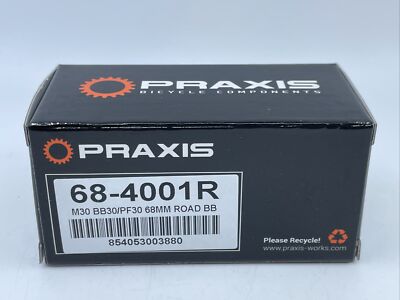 PRAXIS
BICYCLE COMPONENTS
PRAXIS
68-4001R
M30 BB30/PF30 68MM ROAD BB
854053003880
Please Recycle!
www.praxis-works.com